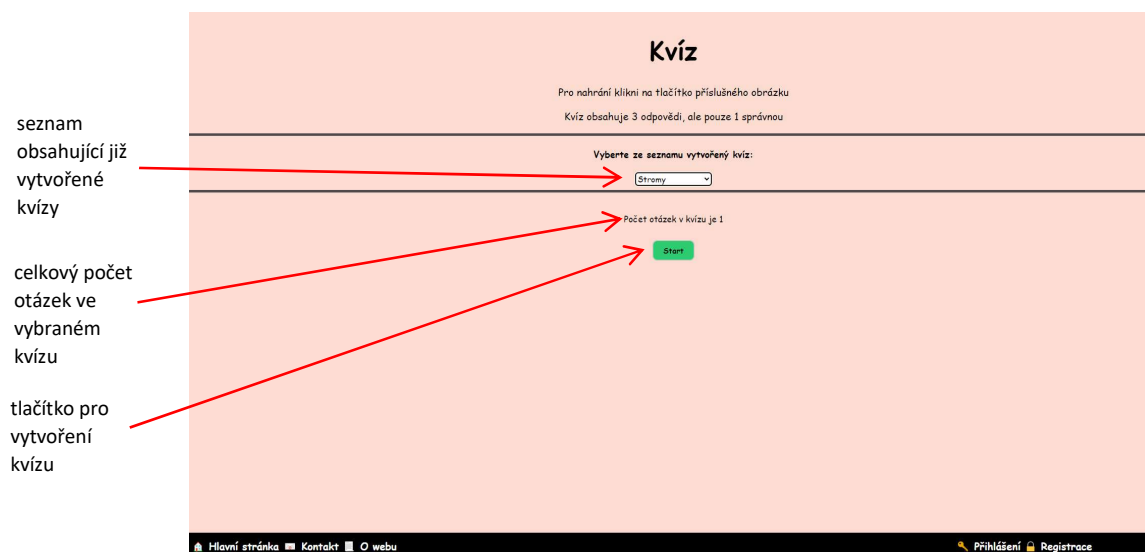 Kvíz
Pro nahrání klikni na tlačítko příslušného obrázku
Kvíz obsahuje 3 odpovědi, ale pouze 1 správnou
seznam
obsahující již
vytvořené
kvízy
Vyberte ze seznamu vytvořený kvíz:
Stromy
Počet otázek v kvízu je 1
Start
celkový počet
otázek ve
vybraném
kvízu
tlačítko pro
vytvoření
kvízu
Hlavní stránka Kontakt O webu Přihlášení Registrace